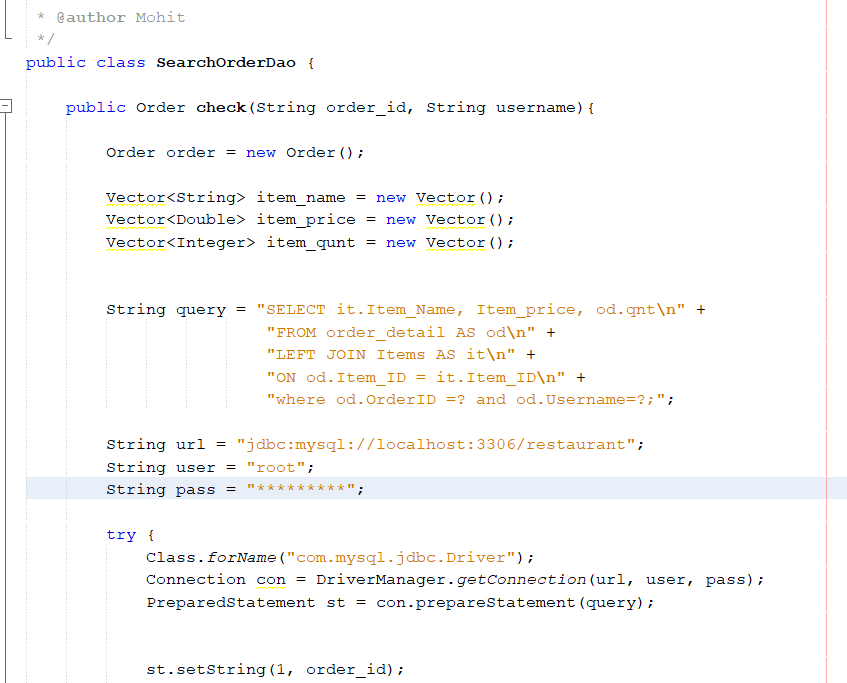 * @author Mohit
*/
public class SearchOrderDao {
public Order check(String order_id, String username){
Order order = new Order();
Vector<String> item_name = new Vector();
Vector<Double> item_price = new Vector();
Vector<Integer> item_qunt = new Vector();
String query = "SELECT it.Item_Name, Item_price, od.qnt\n" +
"FROM order_detail AS od\n" +
"LEFT JOIN Items AS it\n" +
"ON od.Item_ID = it.Item_ID\n" +
"where od.OrderID =? and od.Username=?;";
String url = "jdbc:mysql://localhost:3306/restaurant";
String user = "root";
String pass = "*********";
try {
Class.forName("com.mysql.jdbc.Driver");
Connection con = DriverManager.getConnection(url, user, pass);
PreparedStatement st = con.prepareStatement(query);
st.setString(1, order_id);